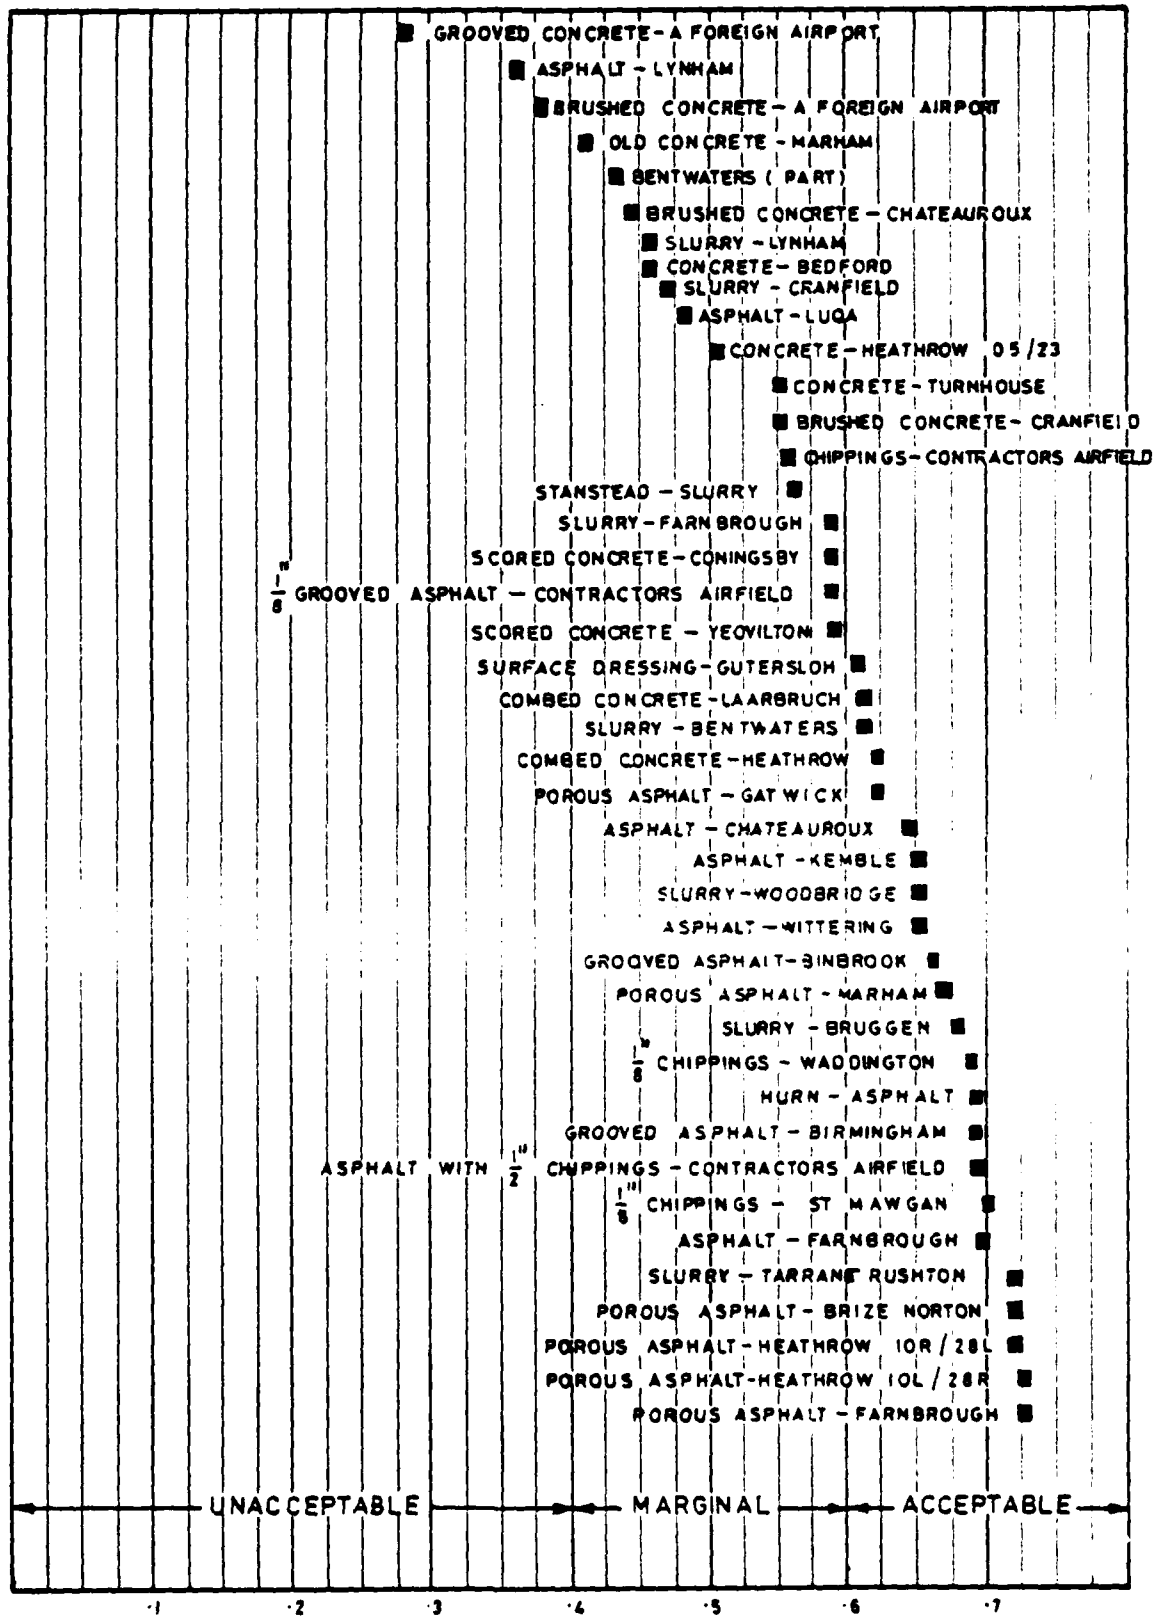 GROOVED CONCRETE-A FOREIGN AIRPORT
ASPHALT - LYNHAM
BRUSHED CONCRETE - A FOREIGN AIRPORT
OLD CONCRETE - MARHAM
BENTWATERS ( PART )
BRUSHED CONCRETE - CHATEAUROUX
SLURRY - LYNHAM
CONCRETE - BEDFORD
SLURRY - CRANFIELD
ASPHALT - LUQA
CONCRETE - HEATHROW 05/23
CONCRETE - TURNHOUSE
BRUSHED CONCRETE - CRANFIELD
CHIPPINGS - CONTRACTORS AIRFIELD
STANSTEAD - SLURRY
SLURRY - FARNBROUGH
SCORED CONCRETE - CONINGSBY
1/8" GROOVED ASPHALT - CONTRACTORS AIRFIELD
SCORED CONCRETE - YEOVILTON
SURFACE DRESSING - GUTERSLOH
COMBED CONCRETE - LAARBRUCH
SLURRY - BENTWATERS
COMBED CONCRETE - HEATHROW
POROUS ASPHALT - GATWICK
ASPHALT - CHATEAUROUX
ASPHALT - KEMBLE
SLURRY - WOODBRIDGE
ASPHALT - WITTERING
GROOVED ASPHALT - BINBROOK
POROUS ASPHALT - MARHAM
SLURRY - BRUGGEN
1/8" CHIPPINGS - WADDINGTON
HURN - ASPHALT
GROOVED ASPHALT - BIRMINGHAM
ASPHALT WITH 1/2" CHIPPINGS - CONTRACTORS AIRFIELD
1/8" CHIPPINGS - ST MAWGAN
ASPHALT - FARNBROUGH
SLURRY - TARRANT RUSHTON
POROUS ASPHALT - BRIZE NORTON
POROUS ASPHALT - HEATHROW 10R / 28L
POROUS ASPHALT - HEATHROW 10L / 28R
POROUS ASPHALT - FARNBROUGH
UNACCEPTABLE MARGINAL ACCEPTABLE
.1 .2 .3 .4 .5 .6 .7